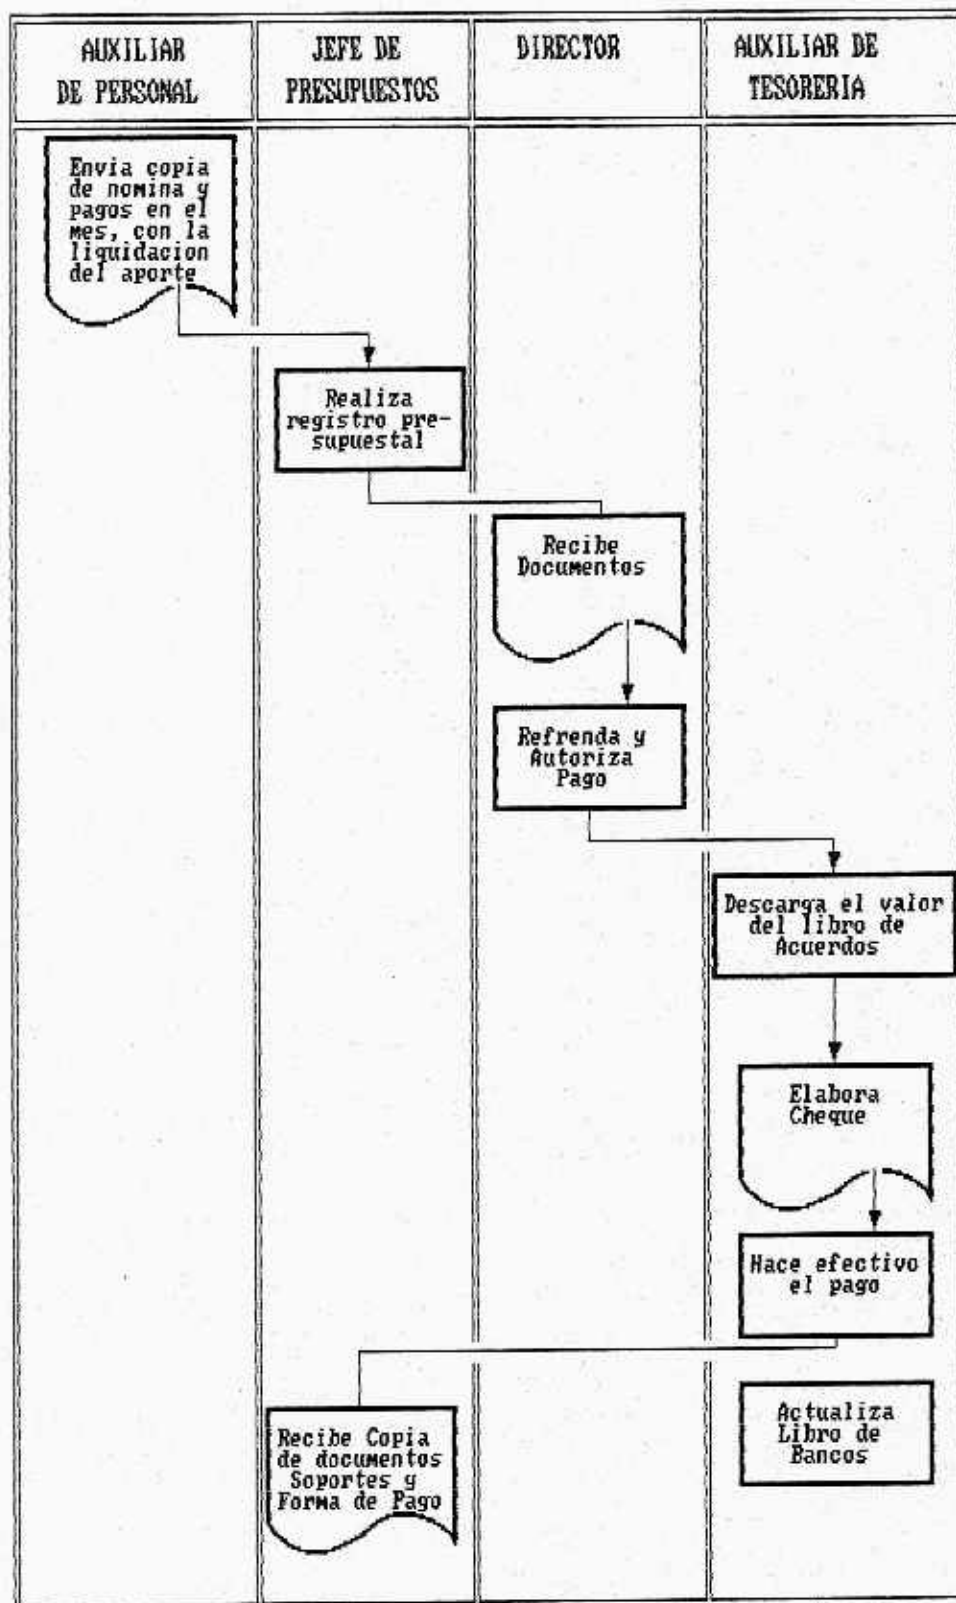 AUXILIAR
DE PERSONAL
JEFE DE
PRESUPUESTOS
DIRECTOR
AUXILIAR DE
TESORERIA
Envia copia
de nomina y
pagos en el
mes, con la
liquidacion
del aporte
Realiza
registro pre-
supuestal
Recibe
Documentos
Refrenda y
Autoriza
Pago
Descarga el valor
del libro de
Acuerdos
Elabora
Cheque
Hace efectivo
el pago
Recibe Copia
de documentos
Soportes y
Forma de Pago
Actualiza
Libro de
Bancos